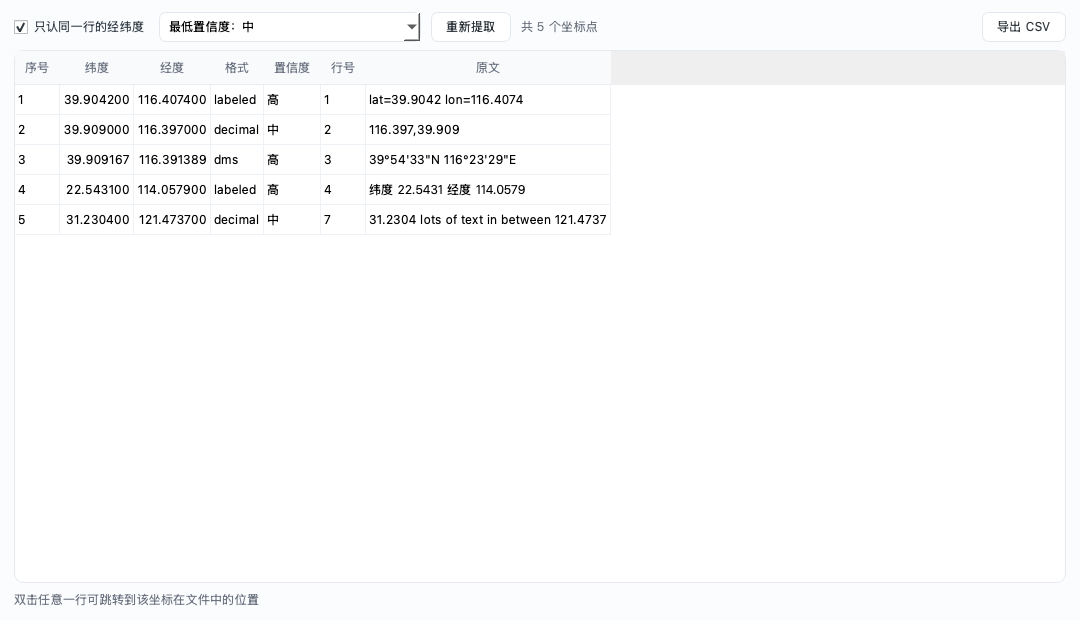 只认同一行的经纬度 最低置信度：中 重新提取 共 5 个坐标点 导出 CSV
序号 纬度 经度 格式 置信度 行号 原文
1 39.904200 116.407400 labeled 高 1 lat=39.9042 lon=116.4074
2 39.909000 116.397000 decimal 中 2 116.397,39.909
3 39.909167 116.391389 dms 高 3 39°54'33"N 116°23'29"E
4 22.543100 114.057900 labeled 高 4 纬度 22.5431 经度 114.0579
5 31.230400 121.473700 decimal 中 7 31.2304 lots of text in between 121.4737
双击任意一行可跳转到该坐标在文件中的位置